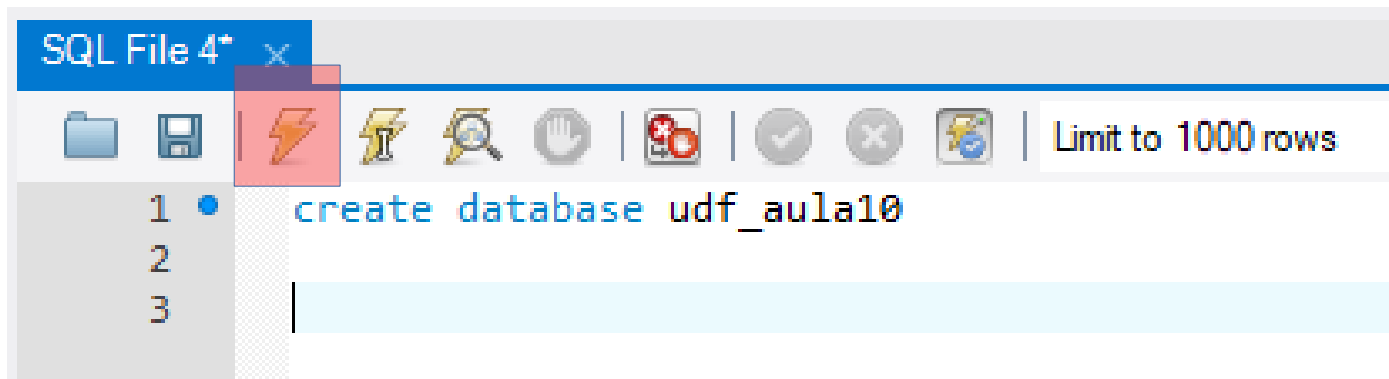 SQL File 4*
Limit to 1000 rows
1 create database udf_aula10
2
3